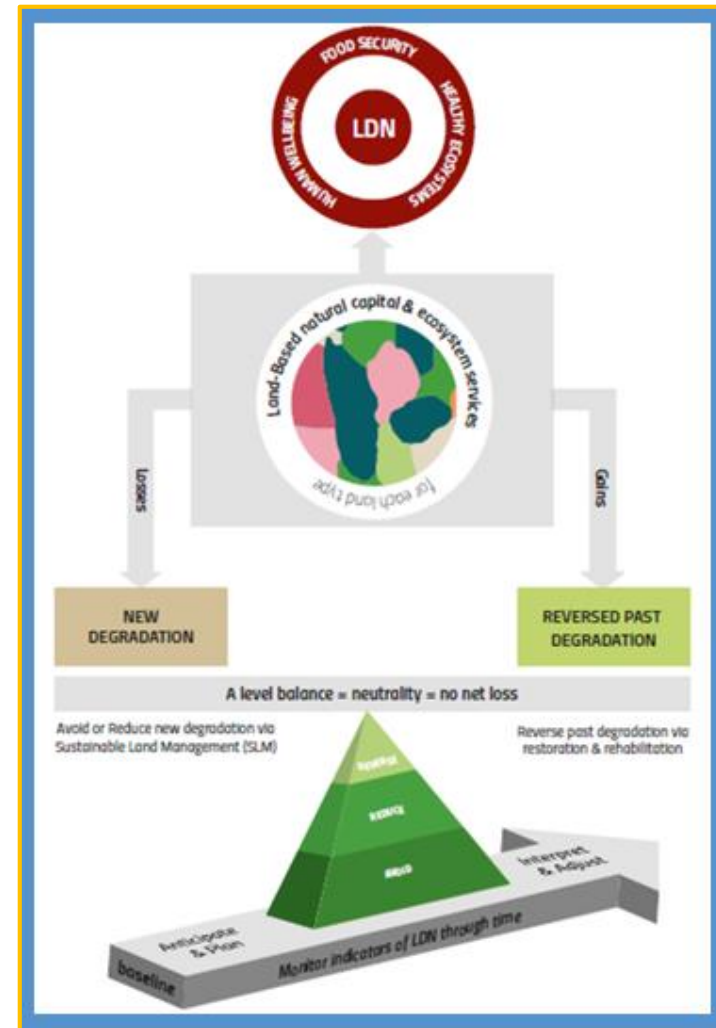 FOOD SECURITY
HUMAN WELLBEING
HEALTHY ECOSYSTEMS
LDN
Land-Based natural capital & ecosystem services
for each land type
Losses
Gains
NEW
DEGRADATION
REVERSED PAST
DEGRADATION
A level balance = neutrality = no net loss
Avoid or Reduce new degradation via
Sustainable Land Management (SLM)
Reverse past degradation via
restoration & rehabilitation
REVERSE
REDUCE
AVOID
Anticipate
& Plan
Interpret
& Adjust
Monitor indicators of LDN through time
baseline